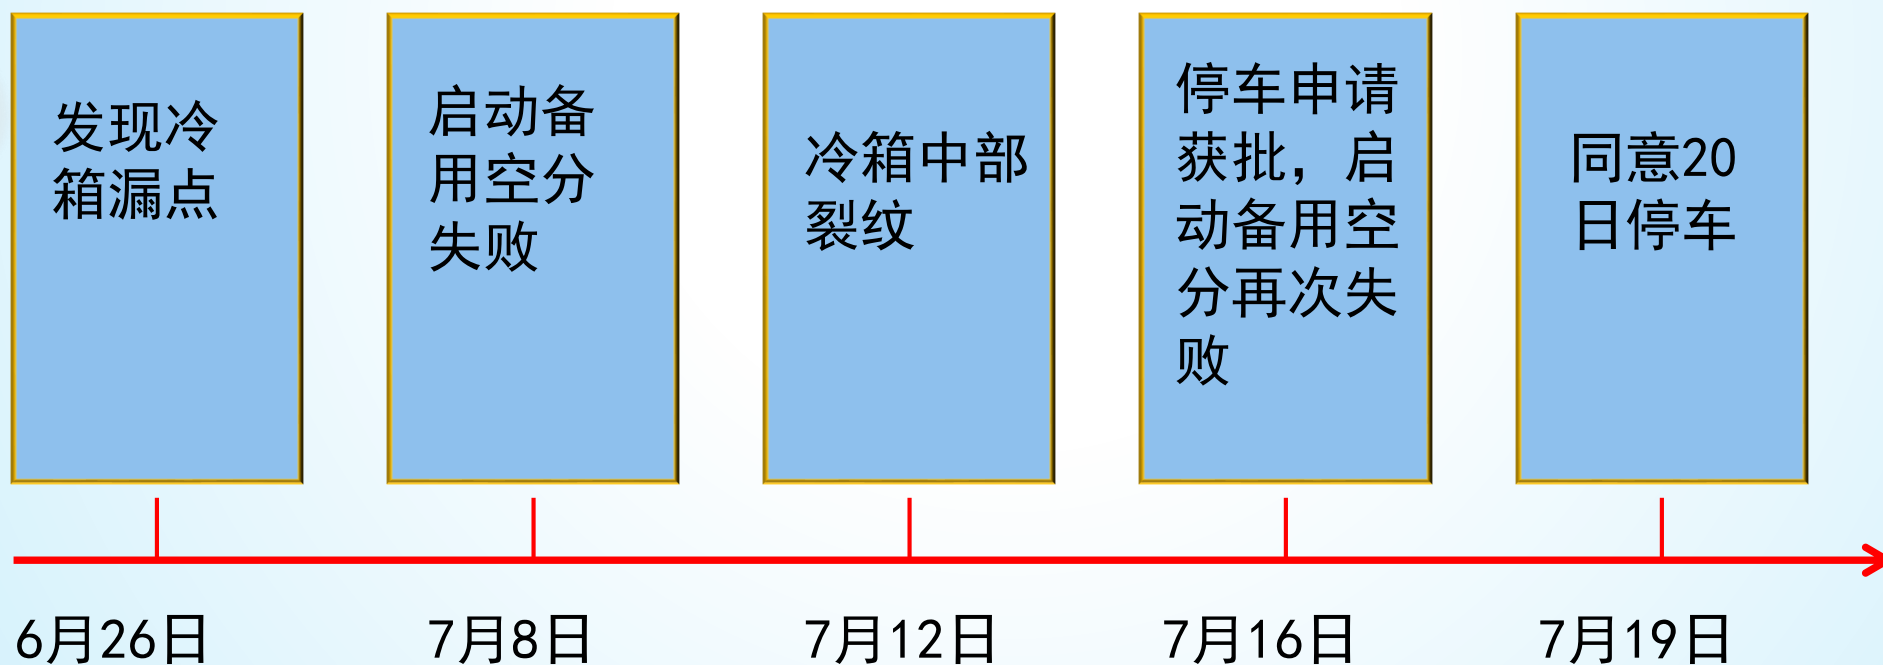 发现冷
箱漏点
启动备
用空分
失败
冷箱中部
裂纹
停车申请
获批，启
动备用空
分再次失
败
同意20
日停车
6月26日
7月8日
7月12日
7月16日
7月19日